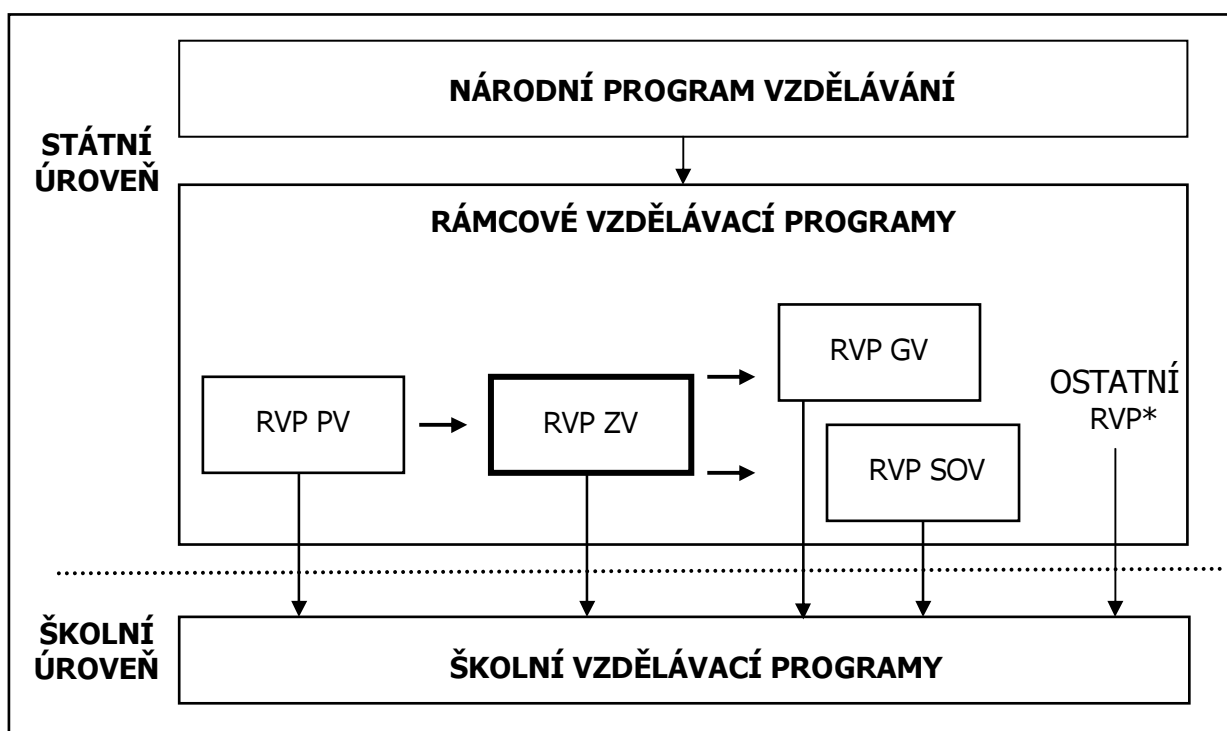 NÁRODNÍ PROGRAM VZDĚLÁVÁNÍ
STÁTNÍ
ÚROVEŇ
RÁMCOVÉ VZDĚLÁVACÍ PROGRAMY
RVP PV
RVP ZV
RVP GV
RVP SOV
OSTATNÍ
RVP*
ŠKOLNÍ
ÚROVEŇ
ŠKOLNÍ VZDĚLÁVACÍ PROGRAMY